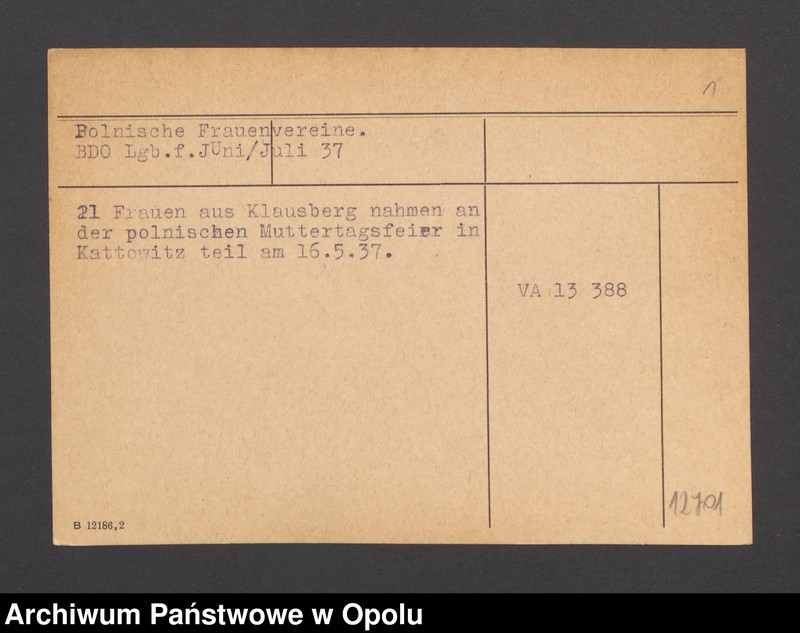 1
Polnische Frauenvereine.
BDO Lgb.f.JUni/Juli 37
21 Frauen aus Klausberg nahmen an
der polnischen Muttertagsfeier in
Kattowitz teil am 16.5.37.
VA 13 388
12701
B 12186,2
Archiwum Państwowe w Opolu